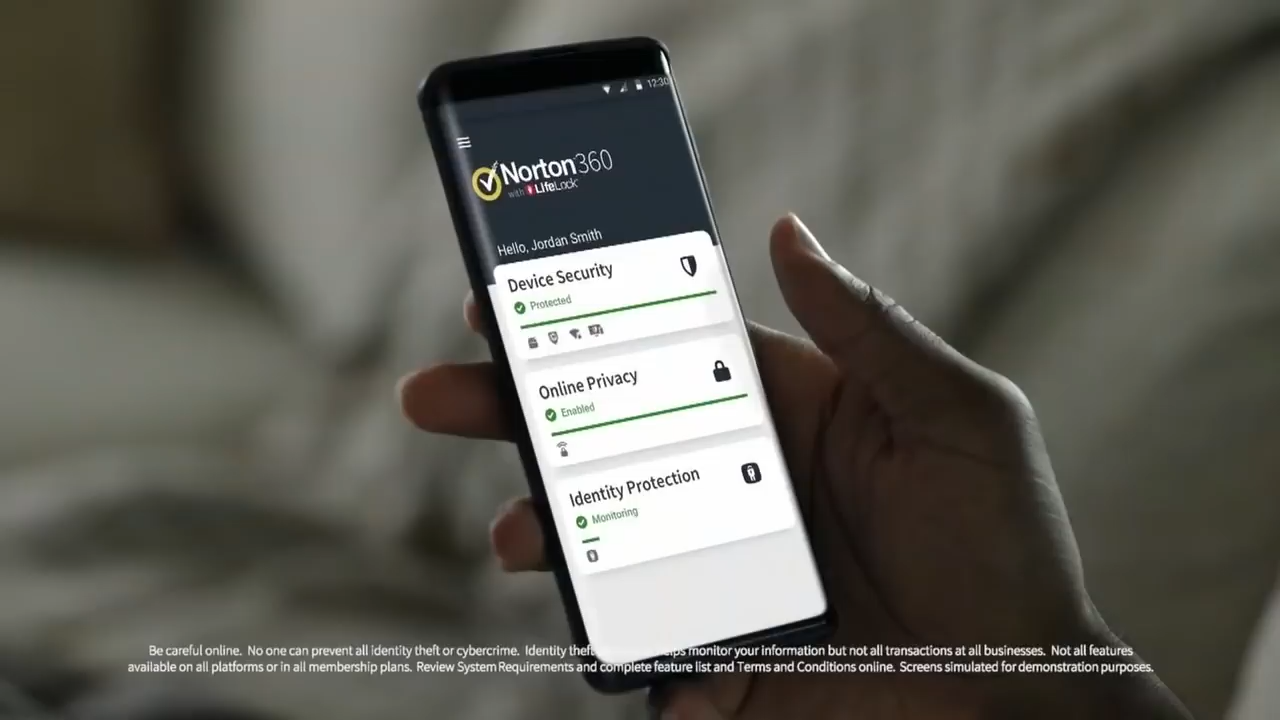 12:30
Norton 360
with LifeLock
Hello, Jordan Smith
Device Security
Protected
Online Privacy
Enabled
Identity Protection
Monitoring
Be careful online. No one can prevent all identity theft or cybercrime. Identity theft monitor your information but not all transactions at all businesses. Not all features
available on all platforms or in all membership plans. Review System Requirements and complete feature list and Terms and Conditions online. Screens simulated for demonstration purposes.